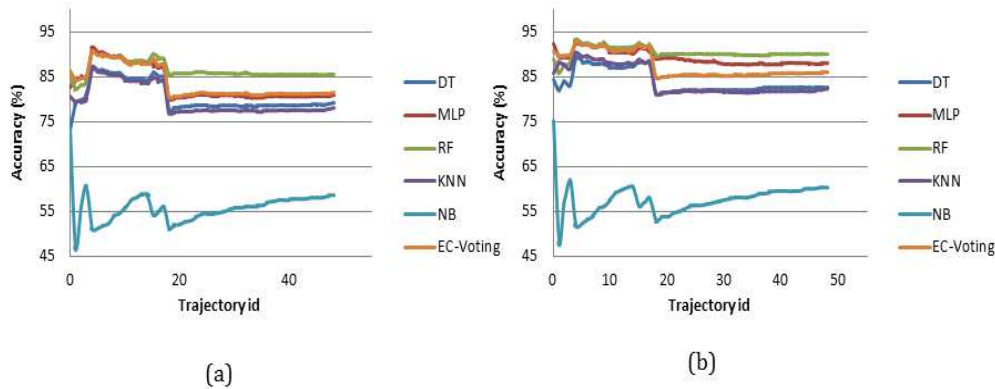 95
85
75
65
55
45
Accuracy (%)
0
20
40
Trajectory id
DT
MLP
RF
KNN
NB
EC-Voting
(a)
95
85
75
65
55
45
Accuracy (%)
0
10
20
30
40
50
Trajectory id
DT
MLP
RF
KNN
NB
EC-Voting
(b)